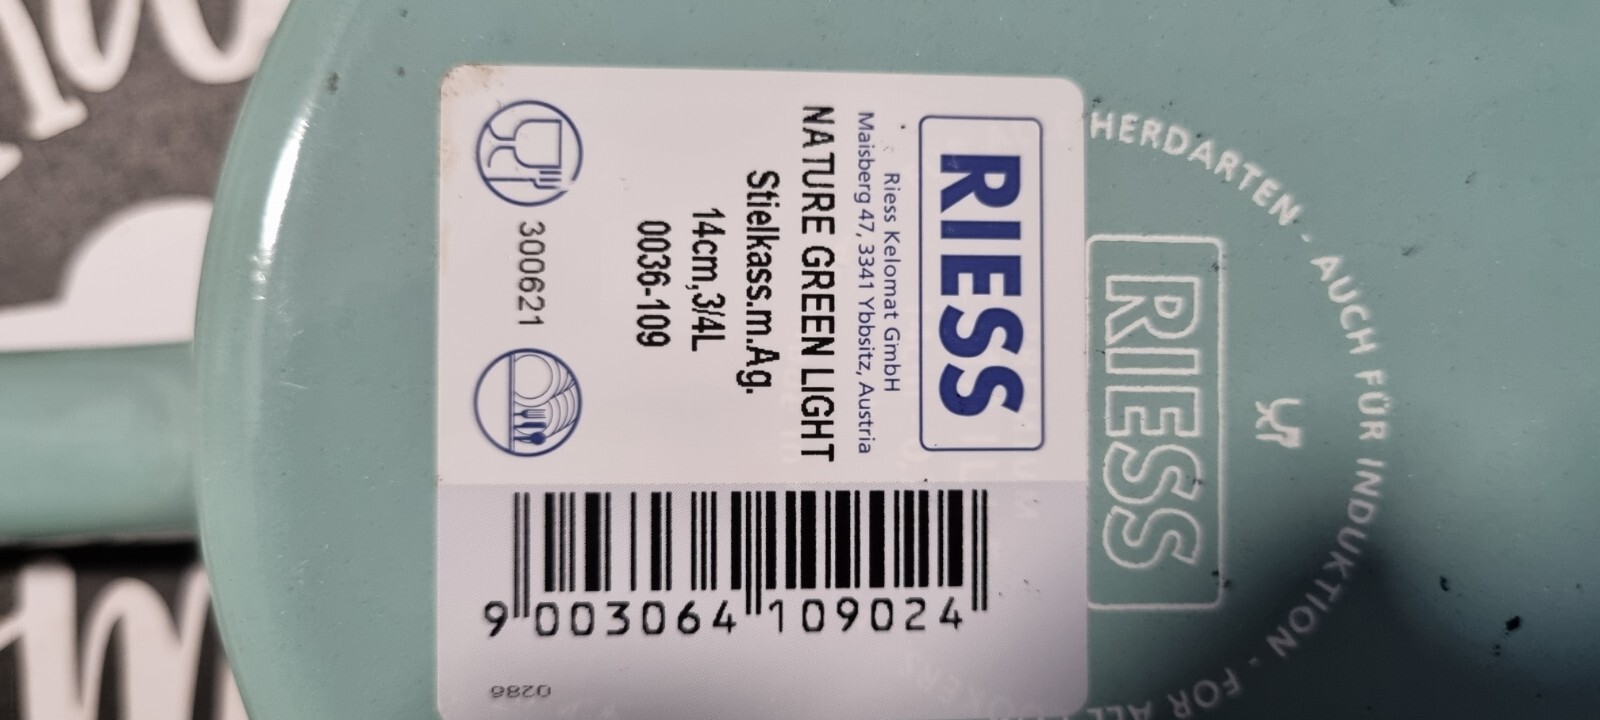 RIESS
Riess Kelomat GmbH
Maisberg 47, 3341 Ybbsitz, Austria
NATURE GREEN LIGHT
Stielkass.m.Ag.
14cm,3/4L
0036-109
300621
9 003064 109024
0286
HERDARTEN - AUCH FÜR INDUKTION - FOR ALL
RIESS